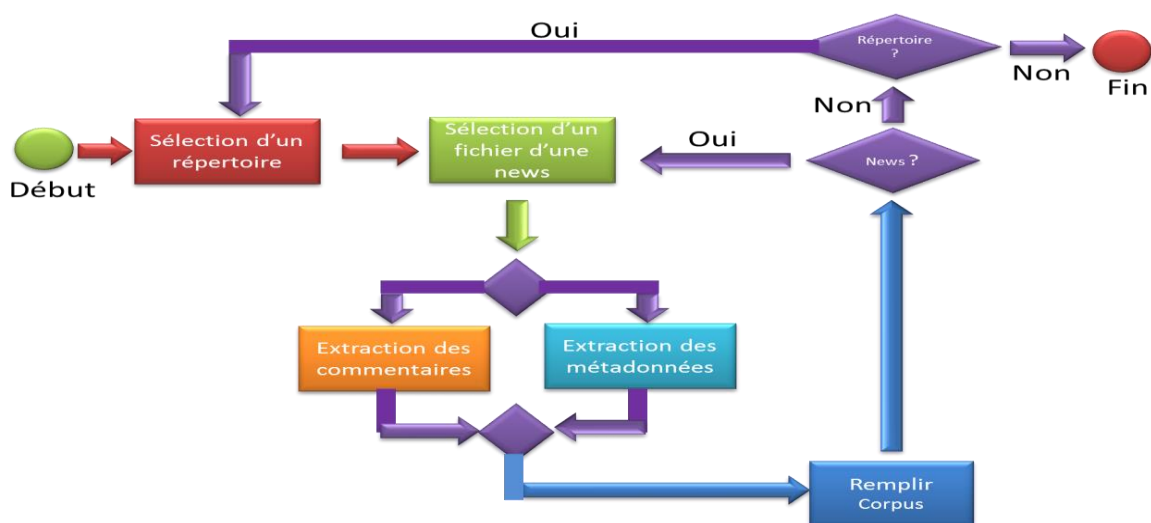 Oui
Répertoire
?
Non
Fin
Non
Début
Sélection d'un
répertoire
Sélection d'un
fichier d'une
news
Oui
News ?
Extraction des
commentaires
Extraction des
métadonnées
Remplir
Corpus